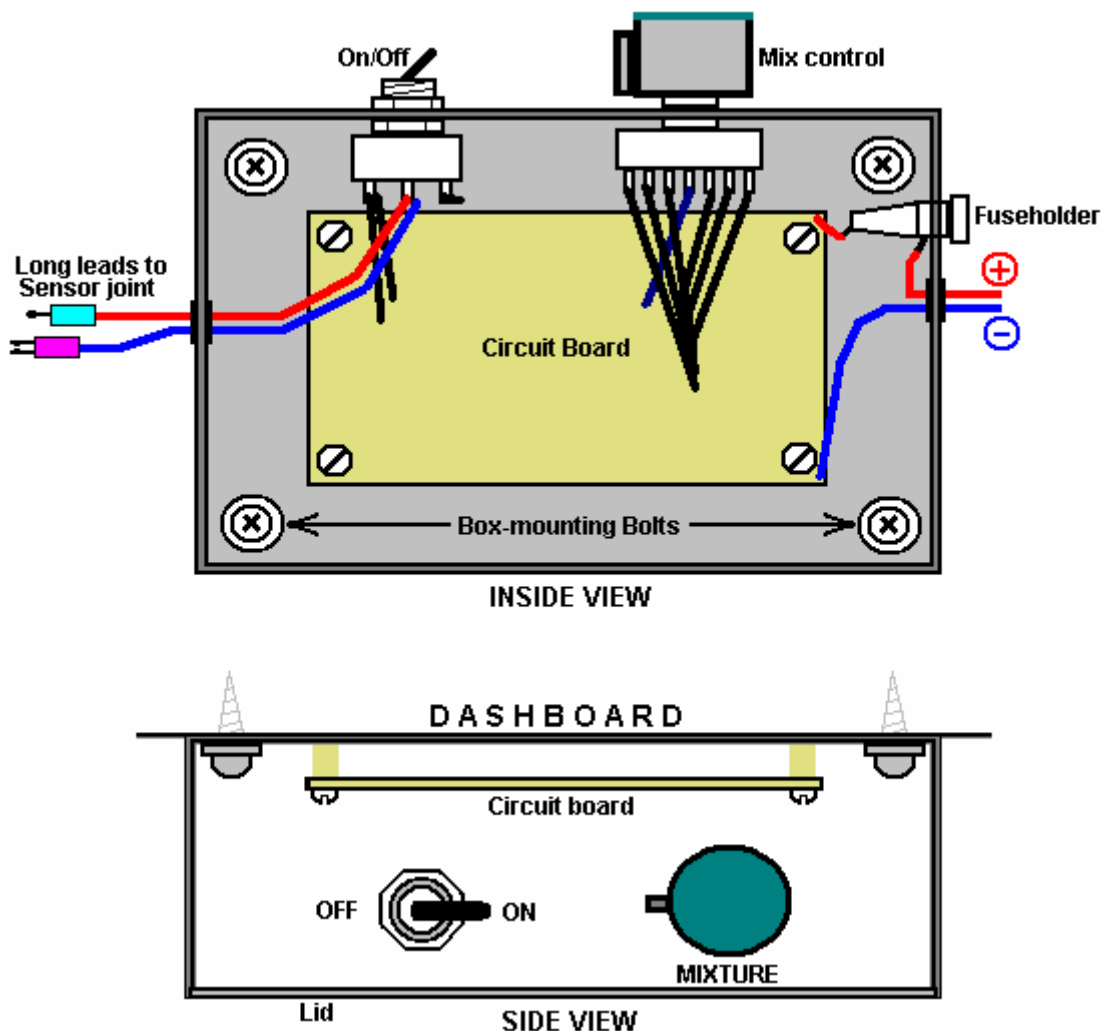 On/Off
Mix control
Fuseholder
Long leads to
Sensor joint
+
−
Circuit Board
Box-mounting Bolts
INSIDE VIEW
DASHBOARD
Circuit board
OFF
ON
MIXTURE
Lid
SIDE VIEW